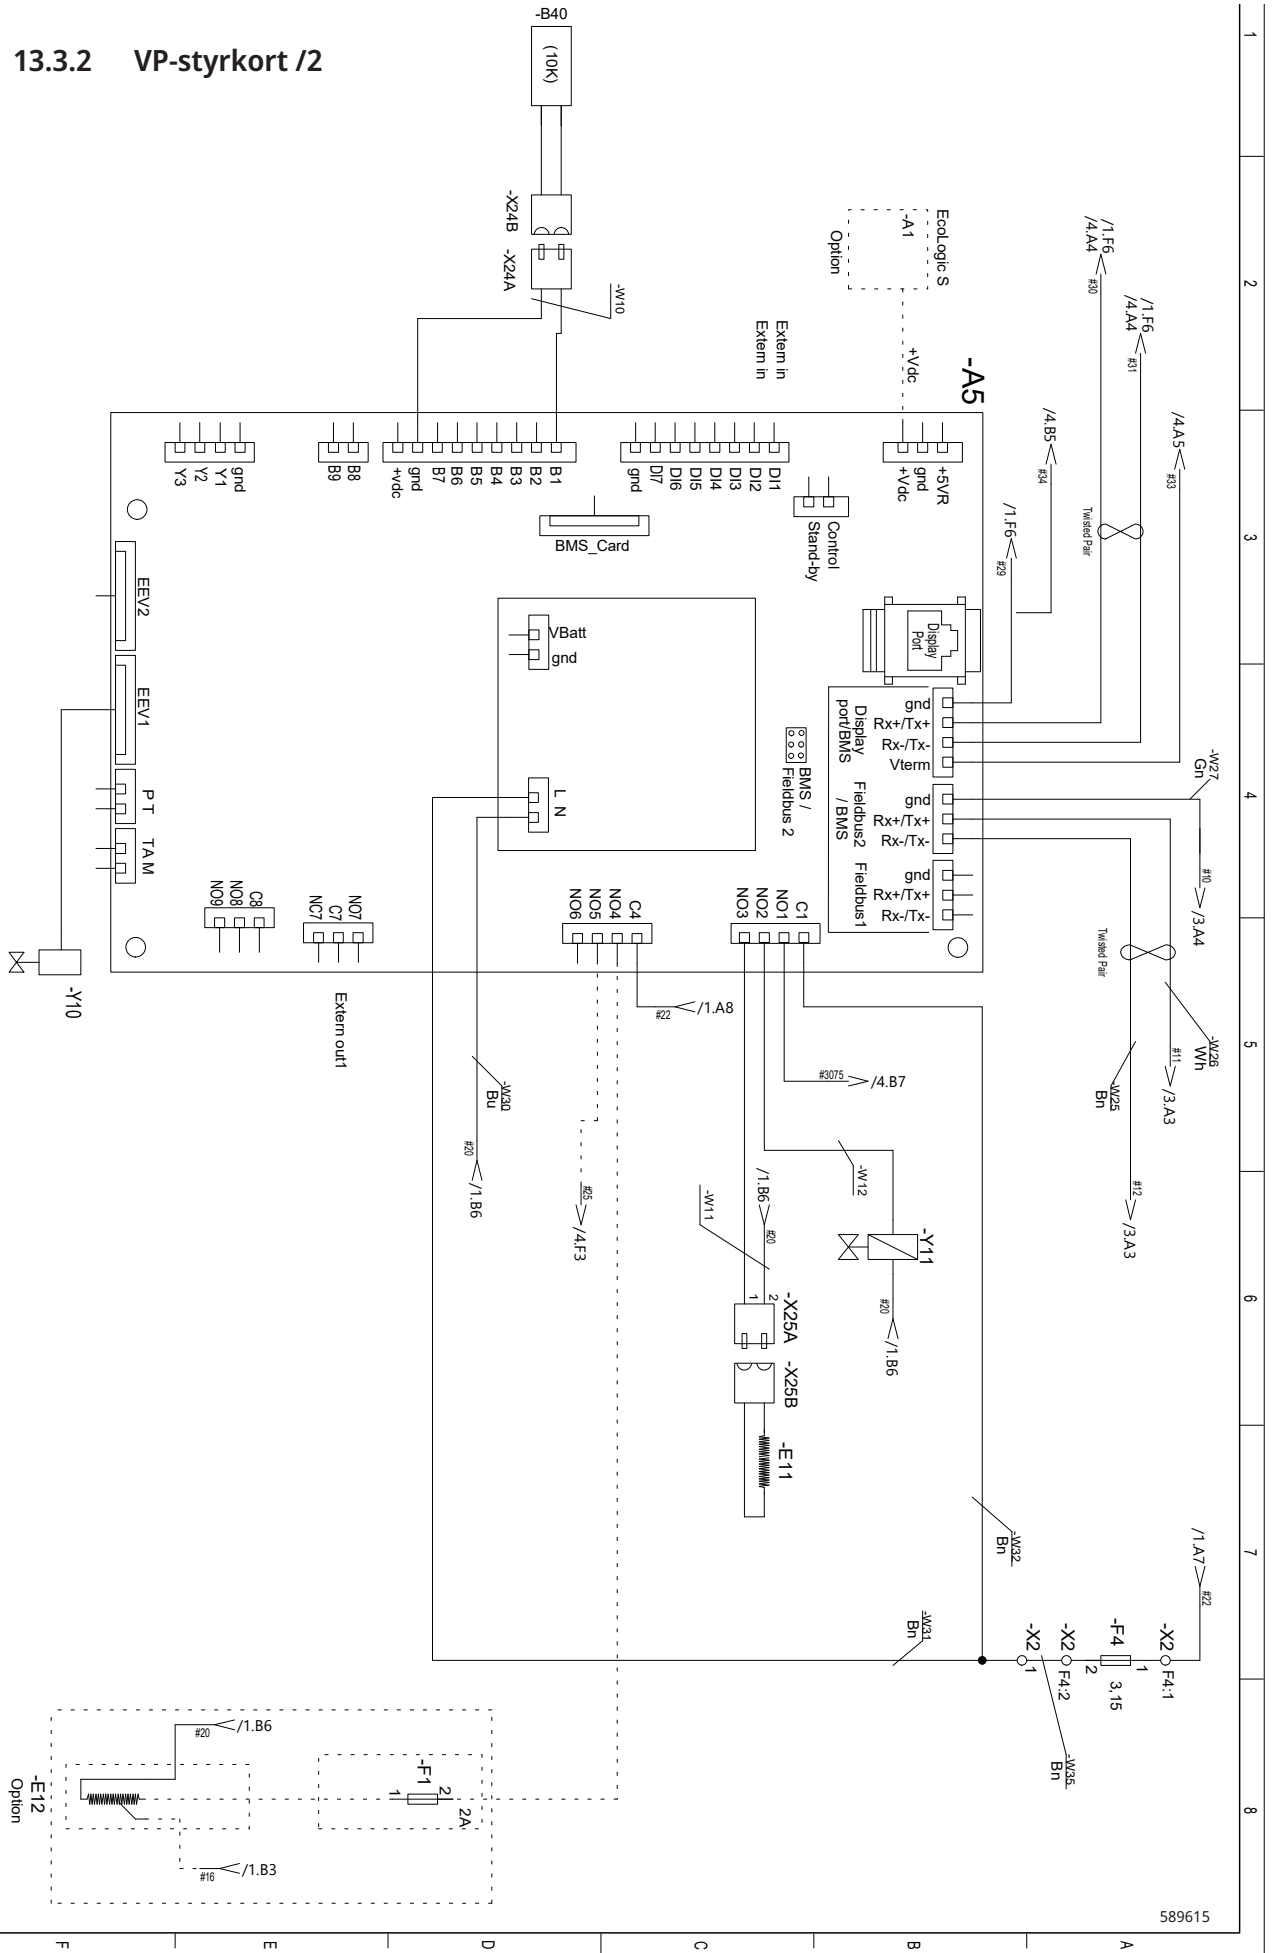 13.3.2 VP-styrkort /2
-B40
(10K)
-X24B
-X24A
-W10
EcoLogic S
-A1
Option
+Vdc
Extern in
Extern in
-A5
/1.F6
/4.A4
#30
/1.F6
/4.A4
#31
/4.A5
#33
/4.B5
#34
/1.F6
#29
Twisted Pair
Y3
Y2
Y1
gnd
B9
B8
+vdc
gnd
B7
B6
B5
B4
B3
B2
B1
gnd
DI7
DI6
DI5
DI4
DI3
DI2
DI1
+Vdc
gnd
+5VR
Control
Stand-by
BMS_Card
Display
Port
EEV2
EEV1
P T
TA M
VBatt
gnd
L
N
BMS /
Fieldbus 2
Display
port/BMS
gnd
Rx+/Tx+
Rx-/Tx-
Vterm
Fieldbus2
/ BMS
gnd
Rx+/Tx+
Rx-/Tx-
Fieldbus1
gnd
Rx+/Tx+
Rx-/Tx-
-W27
Gn
#10
/3.A4
Twisted Pair
-W26
Wh
#11
/3.A3
-W25
Bn
#12
/3.A3
NO9
NO8
C8
NC7
C7
NO7
NO6
NO5
NO4
C4
NO3
NO2
NO1
C1
-Y10
Extern out1
#22
/1.A8
#3075
/4.B7
-W30
Bu
#20
/1.B6
#25
/4.F3
-W11
/1.B6
#20
-W12
-Y11
#20
/1.B6
1
2
-X25A
-X25B
-E11
-W32
Bn
-W31
Bn
/1.A7
#22
-X2
1
-X2
F4:2
-F4
2
1
3,15
-X2
F4:1
-W35
Bn
/1.B6
#20
-F1
1
2
2A
-E12
Option
#16
/1.B3
589615
1
2
3
4
5
6
7
8
F
E
D
C
B
A